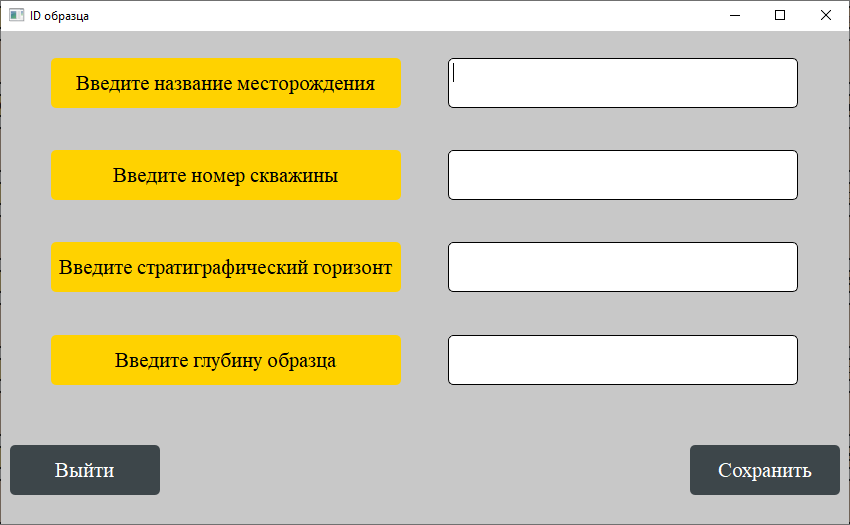 ID образца
Введите название месторождения
Введите номер скважины
Введите стратиграфический горизонт
Введите глубину образца
Выйти
Сохранить